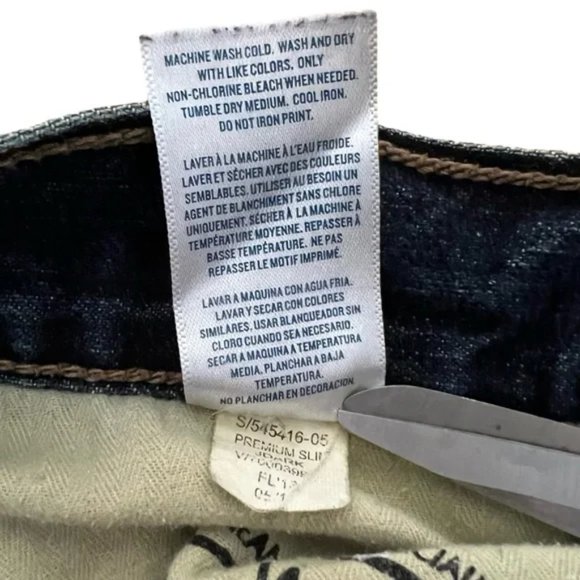 MACHINE WASH COLD. WASH AND DRY
WITH LIKE COLORS. ONLY
NON-CHLORINE BLEACH WHEN NEEDED.
TUMBLE DRY MEDIUM. COOL IRON.
DO NOT IRON PRINT.
LAVER À LA MACHINE À L'EAU FROIDE.
LAVER ET SÉCHER AVEC DES COULEURS
SEMBLABLES. UTILISER AU BESOIN UN
AGENT DE BLANCHIMENT SANS CHLORE
UNIQUEMENT. SÉCHER À LA MACHINE À
TEMPÉRATURE MOYENNE. REPASSER À
BASSE TEMPÉRATURE. NE PAS
REPASSER LE MOTIF IMPRIMÉ.
LAVAR A MAQUINA CON AGUA FRIA.
LAVAR Y SECAR CON COLORES
SIMILARES. USAR BLANQUEADOR SIN
CLORO CUANDO SEA NECESARIO.
SECAR A MAQUINA A TEMPERATURA
MEDIA. PLANCHAR A BAJA
TEMPERATURA.
NO PLANCHAR EN DECORACION.
S/545416-05
PREMIUM